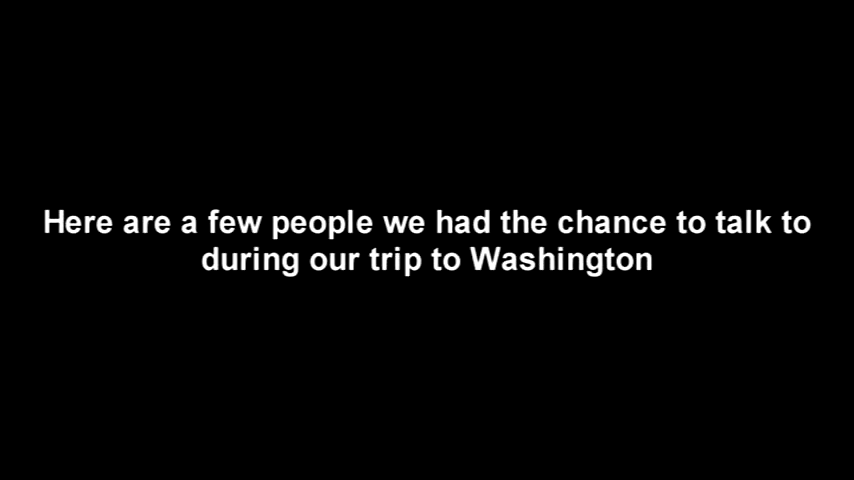 Here are a few people we had the chance to talk to
during our trip to Washington